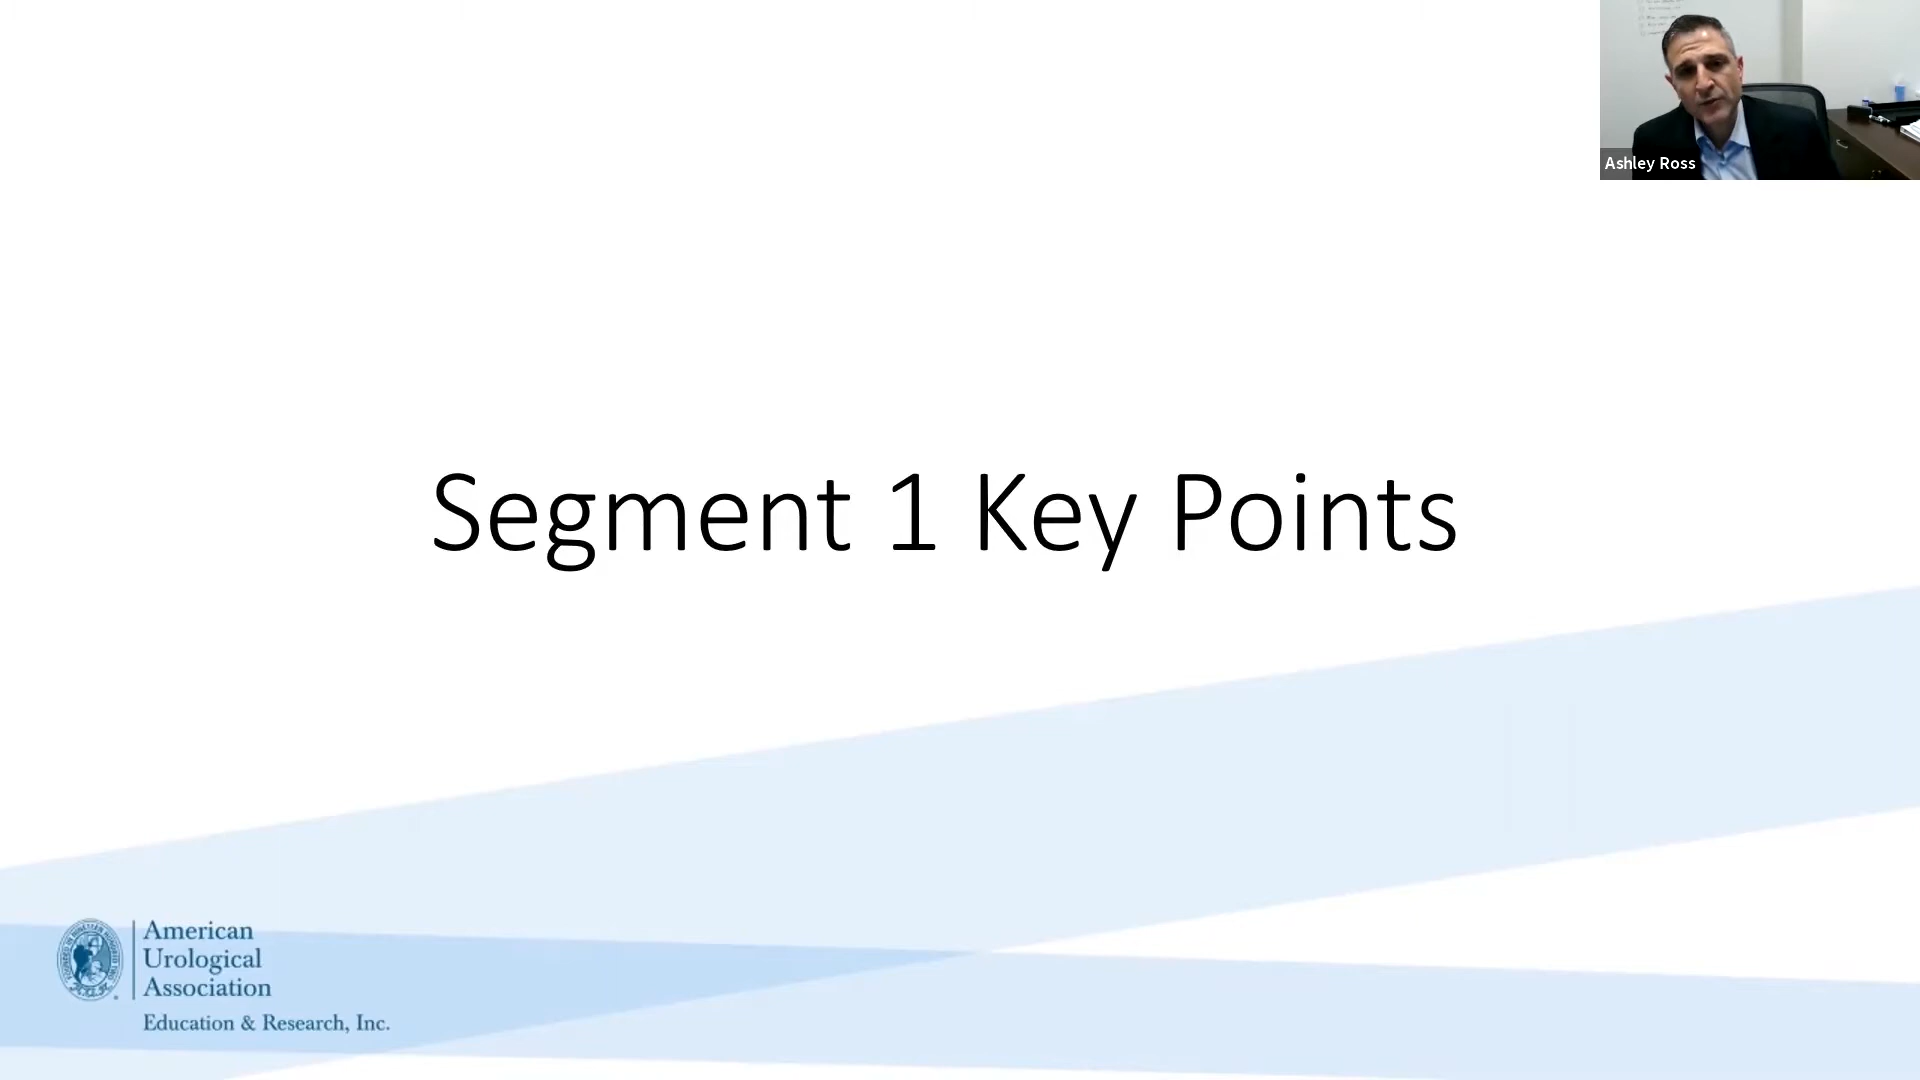 Ashley Ross
Segment 1 Key Points
American
Urological
Association
Education & Research, Inc.